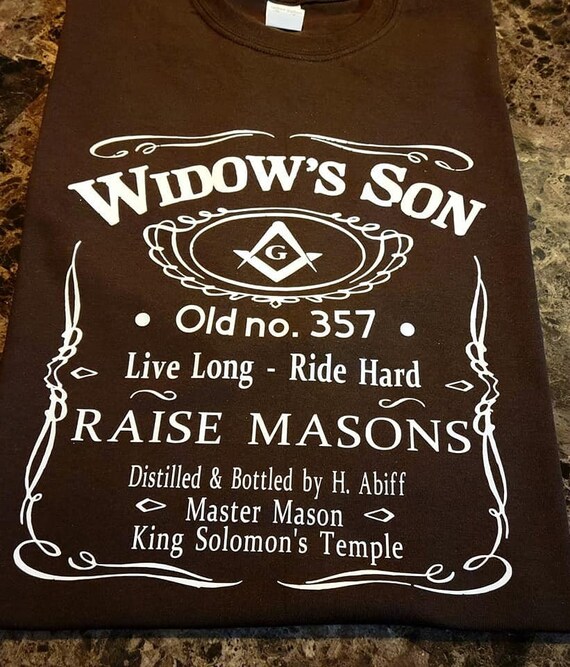 WIDOW'S SON
G
• Old no. 357 •
Live Long - Ride Hard
RAISE MASONS
Distilled & Bottled by H. Abiff
Master Mason
King Solomon's Temple